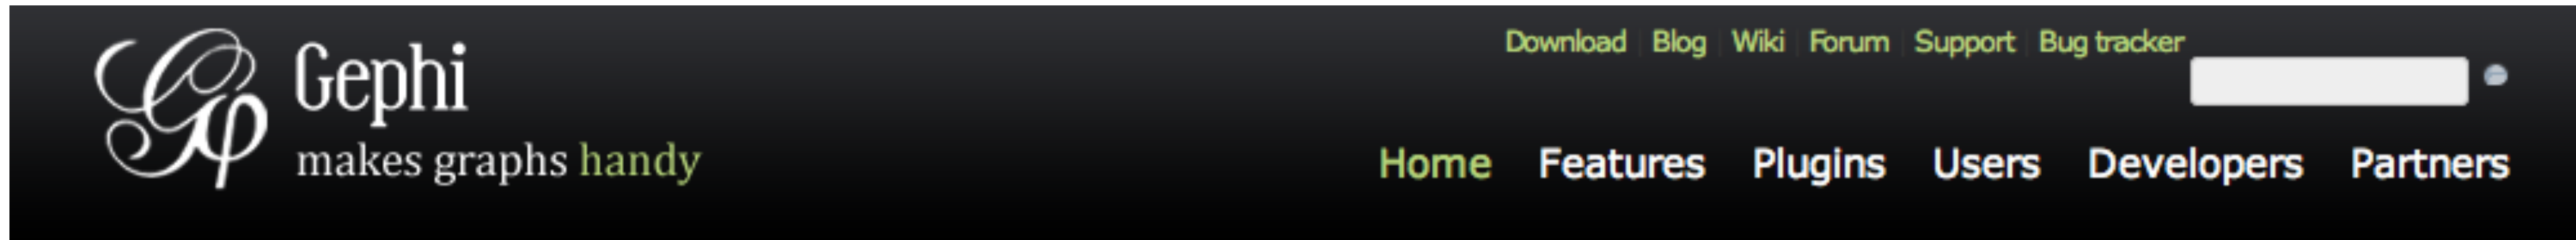 Gephi
makes graphs handy
Download Blog Wiki Forum Support Bug tracker
Home Features Plugins Users Developers Partners